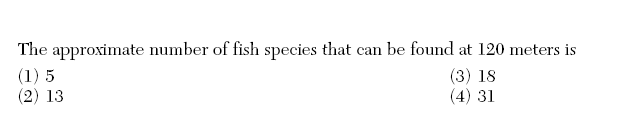 The approximate number of fish species that can be found at 120 meters is
(1) 5 (3) 18
(2) 13 (4) 31